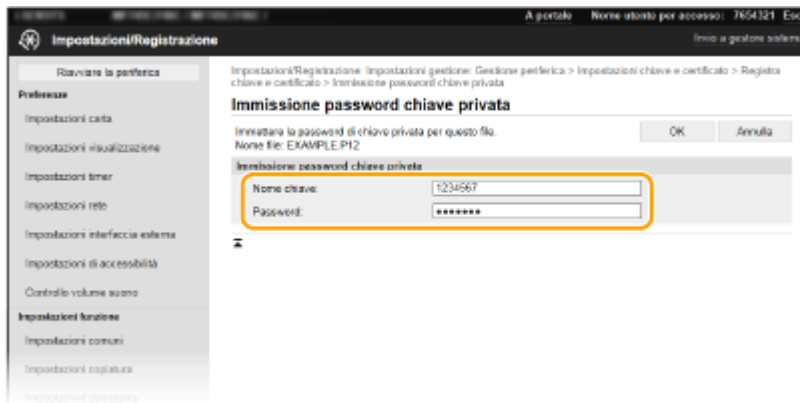 A portale Nome utente per accesso: 7654321 Esc
Impostazioni/Registrazione
Invio a gestore sistema
Riavviare la periferica
Preferenze
Impostazioni carta
Impostazioni visualizzazione
Impostazioni timer
Impostazioni rete
Impostazioni interfaccia esterna
Impostazioni di accessibilità
Controllo volume suono
Impostazioni funzione
Impostazioni comuni
Impostazioni copiatura
Impostazioni/Registrazione: Impostazioni gestione: Gestione periferica > Impostazioni chiave e certificato > Registra
chiave e certificato > Immissione password chiave privata
Immissione password chiave privata
Immettere la password di chiave privata per questo file.
Nome file: EXAMPLE.P12
OK Annulla
Immissione password chiave privata
Nome chiave: 1234567
Password: •••••••